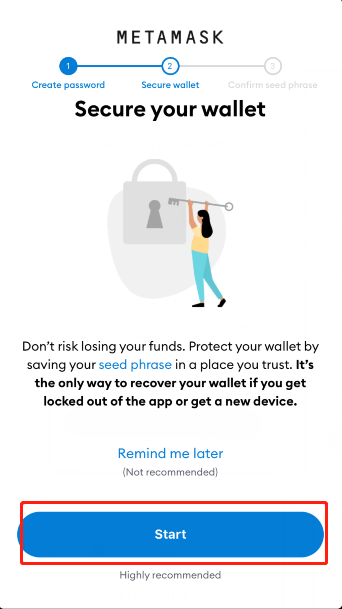 METAMASK
1 2 3
Create password Secure wallet Confirm seed phrase
Secure your wallet
Don't risk losing your funds. Protect your wallet by
saving your seed phrase in a place you trust. It's
the only way to recover your wallet if you get
locked out of the app or get a new device.
Remind me later
(Not recommended)
Start
Highly recommended